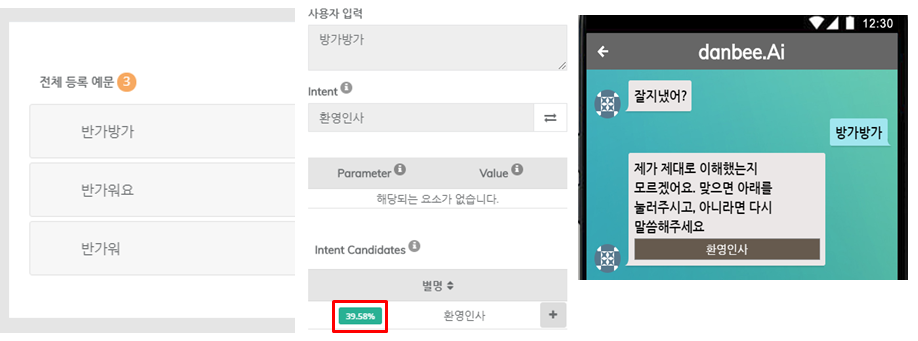 전체 등록 예문 3
반가방가
반가워요
반가워
사용자 입력
방가방가
Intent
환영인사
Parameter Value
해당되는 요소가 없습니다.
Intent Candidates
별명
39.58% 환영인사
12:30
danbee.Ai
잘지냈어?
방가방가
제가 제대로 이해했는지
모르겠어요. 맞으면 아래를
눌러주시고, 아니라면 다시
말씀해주세요
환영인사